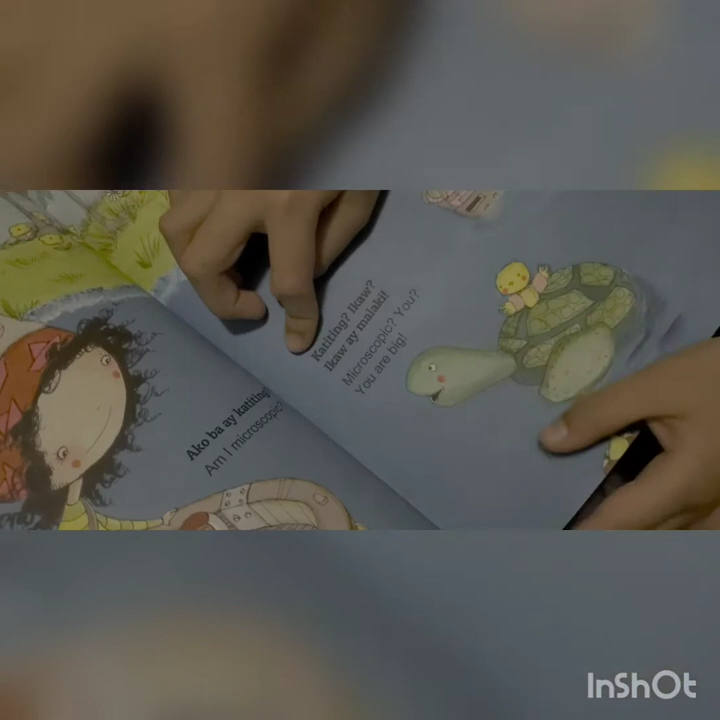 Ako ba ay katiting?
Am I microscopic?
Katiting? Ikaw?
Ikaw ay malaki!
Microscopic? You?
You are big!
InShOt